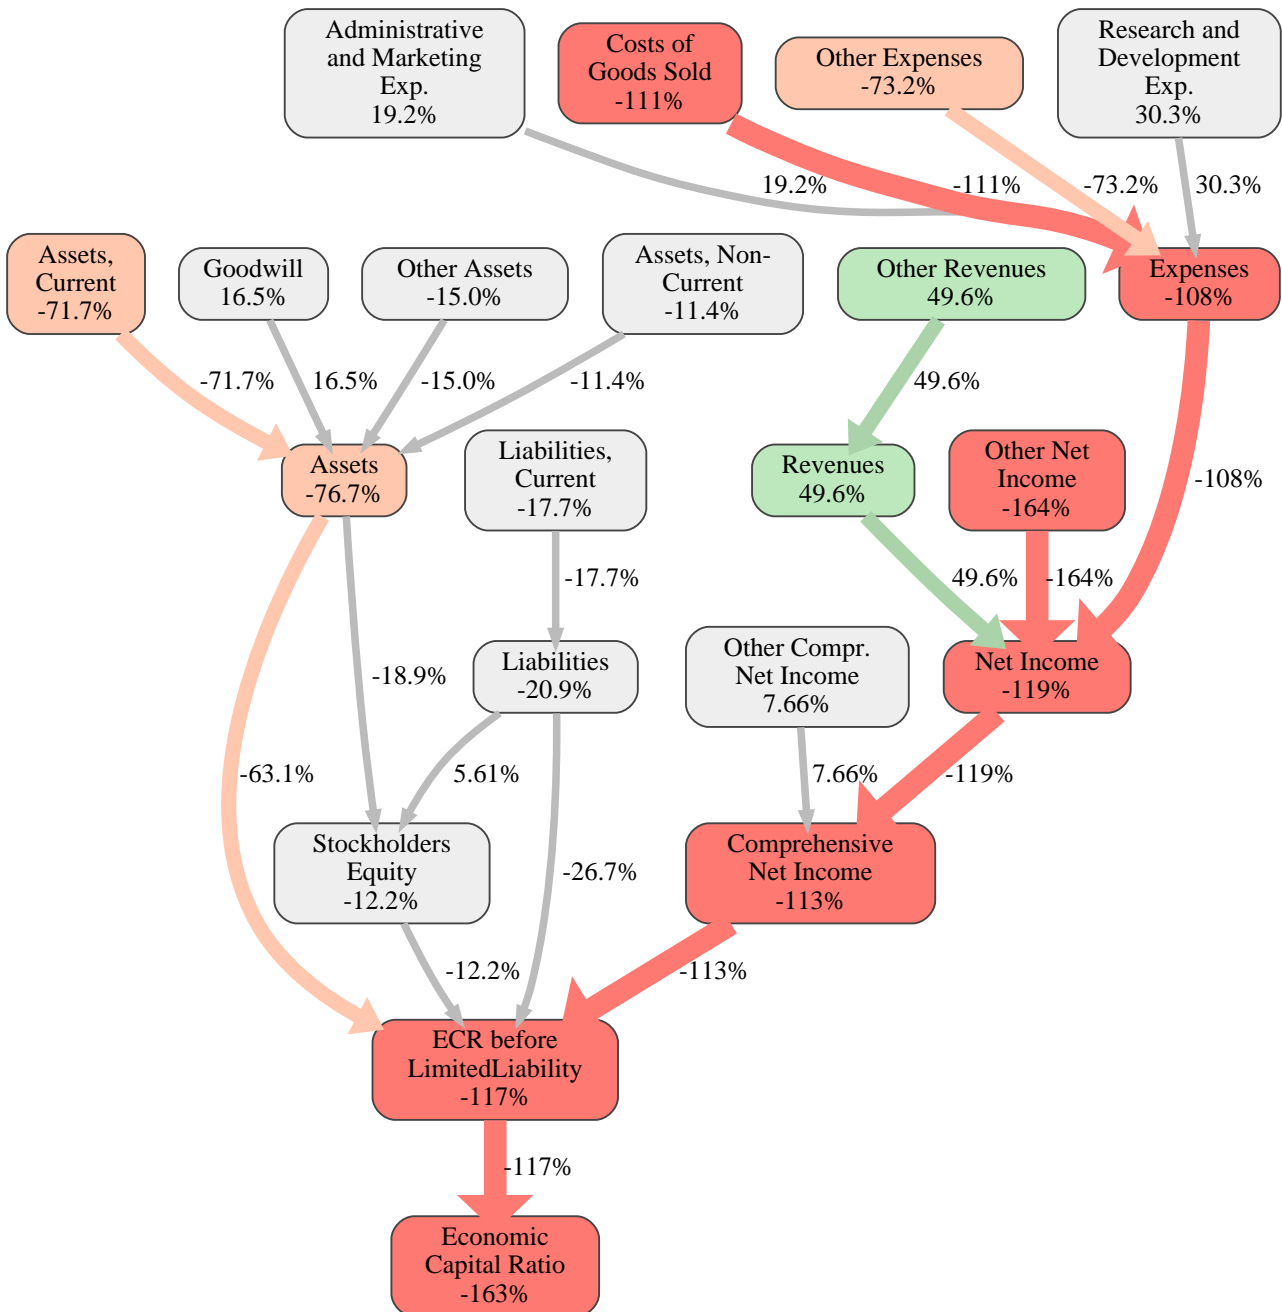 Administrative
and Marketing
Exp.
19.2%
Costs of
Goods Sold
-111%
Other Expenses
-73.2%
Research and
Development
Exp.
30.3%
19.2%
-111%
-73.2%
30.3%
Assets,
Current
-71.7%
Goodwill
16.5%
Other Assets
-15.0%
Assets, Non-
Current
-11.4%
Other Revenues
49.6%
Expenses
-108%
-71.7%
16.5%
-15.0%
-11.4%
49.6%
-108%
Assets
-76.7%
Liabilities,
Current
-17.7%
Revenues
49.6%
Other Net
Income
-164%
-17.7%
49.6%
-164%
-18.9%
Liabilities
-20.9%
Other Compr.
Net Income
7.66%
Net Income
-119%
-63.1%
5.61%
7.66%
-119%
Stockholders
Equity
-12.2%
-26.7%
Comprehensive
Net Income
-113%
-12.2%
-113%
ECR before
LimitedLiability
-117%
-117%
Economic
Capital Ratio
-163%